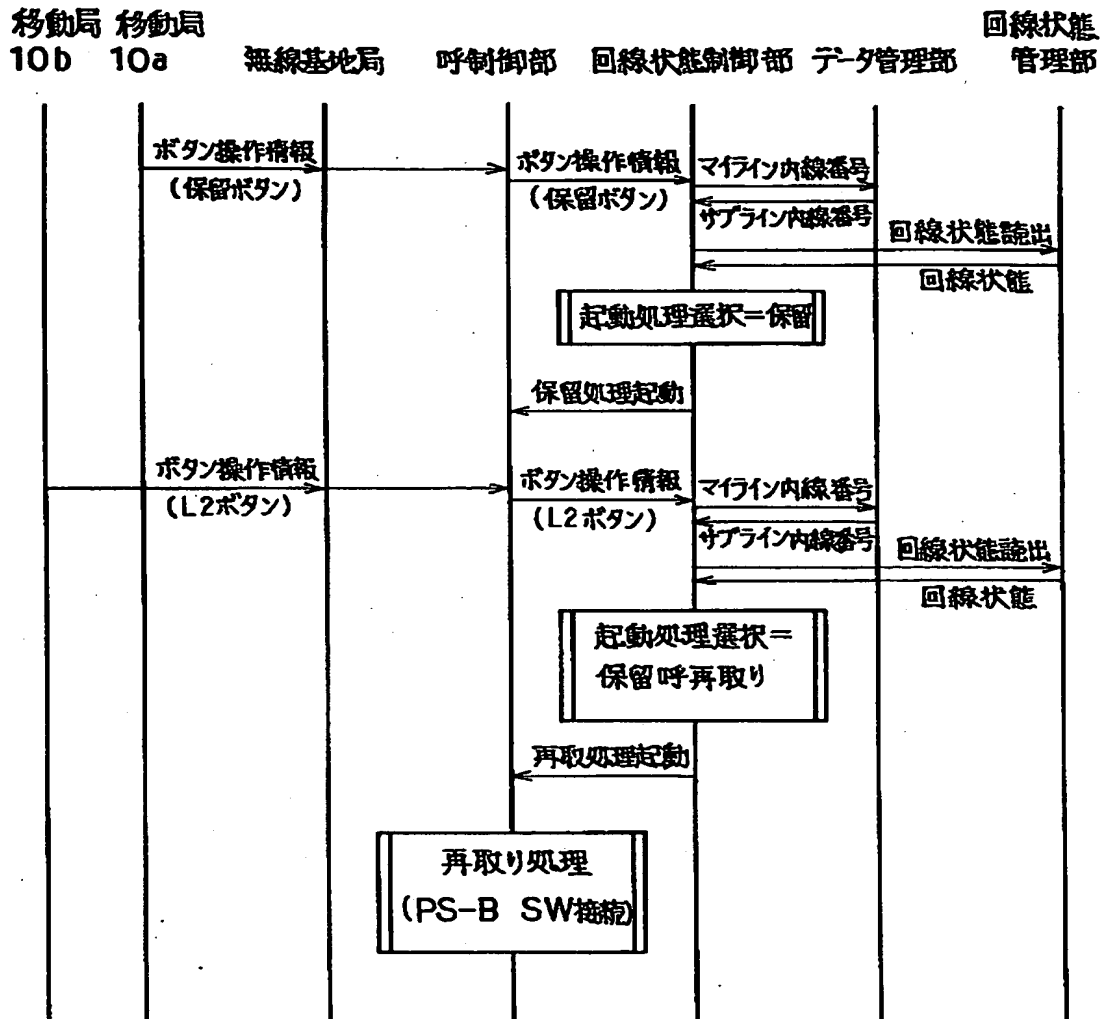 移動局 移動局 回線状態
10b 10a 無線基地局 呼制御部 回線状態制御部 データ管理部 管理部
ボタン操作情報
(保留ボタン)
ボタン操作情報
(保留ボタン)
マイライン内線番号
サブライン内線番号
回線状態読出
回線状態
起動処理選択=保留
保留処理起動
ボタン操作情報
(L2ボタン)
ボタン操作情報
(L2ボタン)
マイライン内線番号
サブライン内線番号
回線状態読出
回線状態
起動処理選択=
保留呼再取り
再取処理起動
再取り処理
(PS-B SW接続)